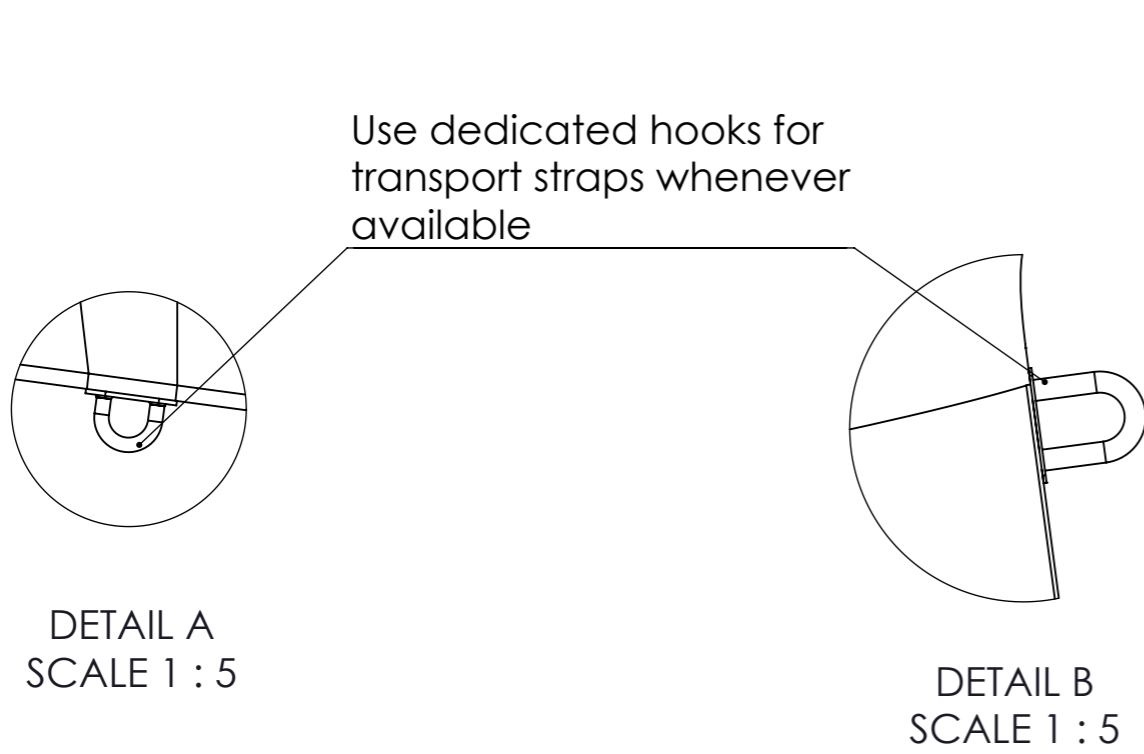 Use dedicated hooks for
transport straps whenever
available
DETAIL A
SCALE 1 : 5
DETAIL B
SCALE 1 : 5